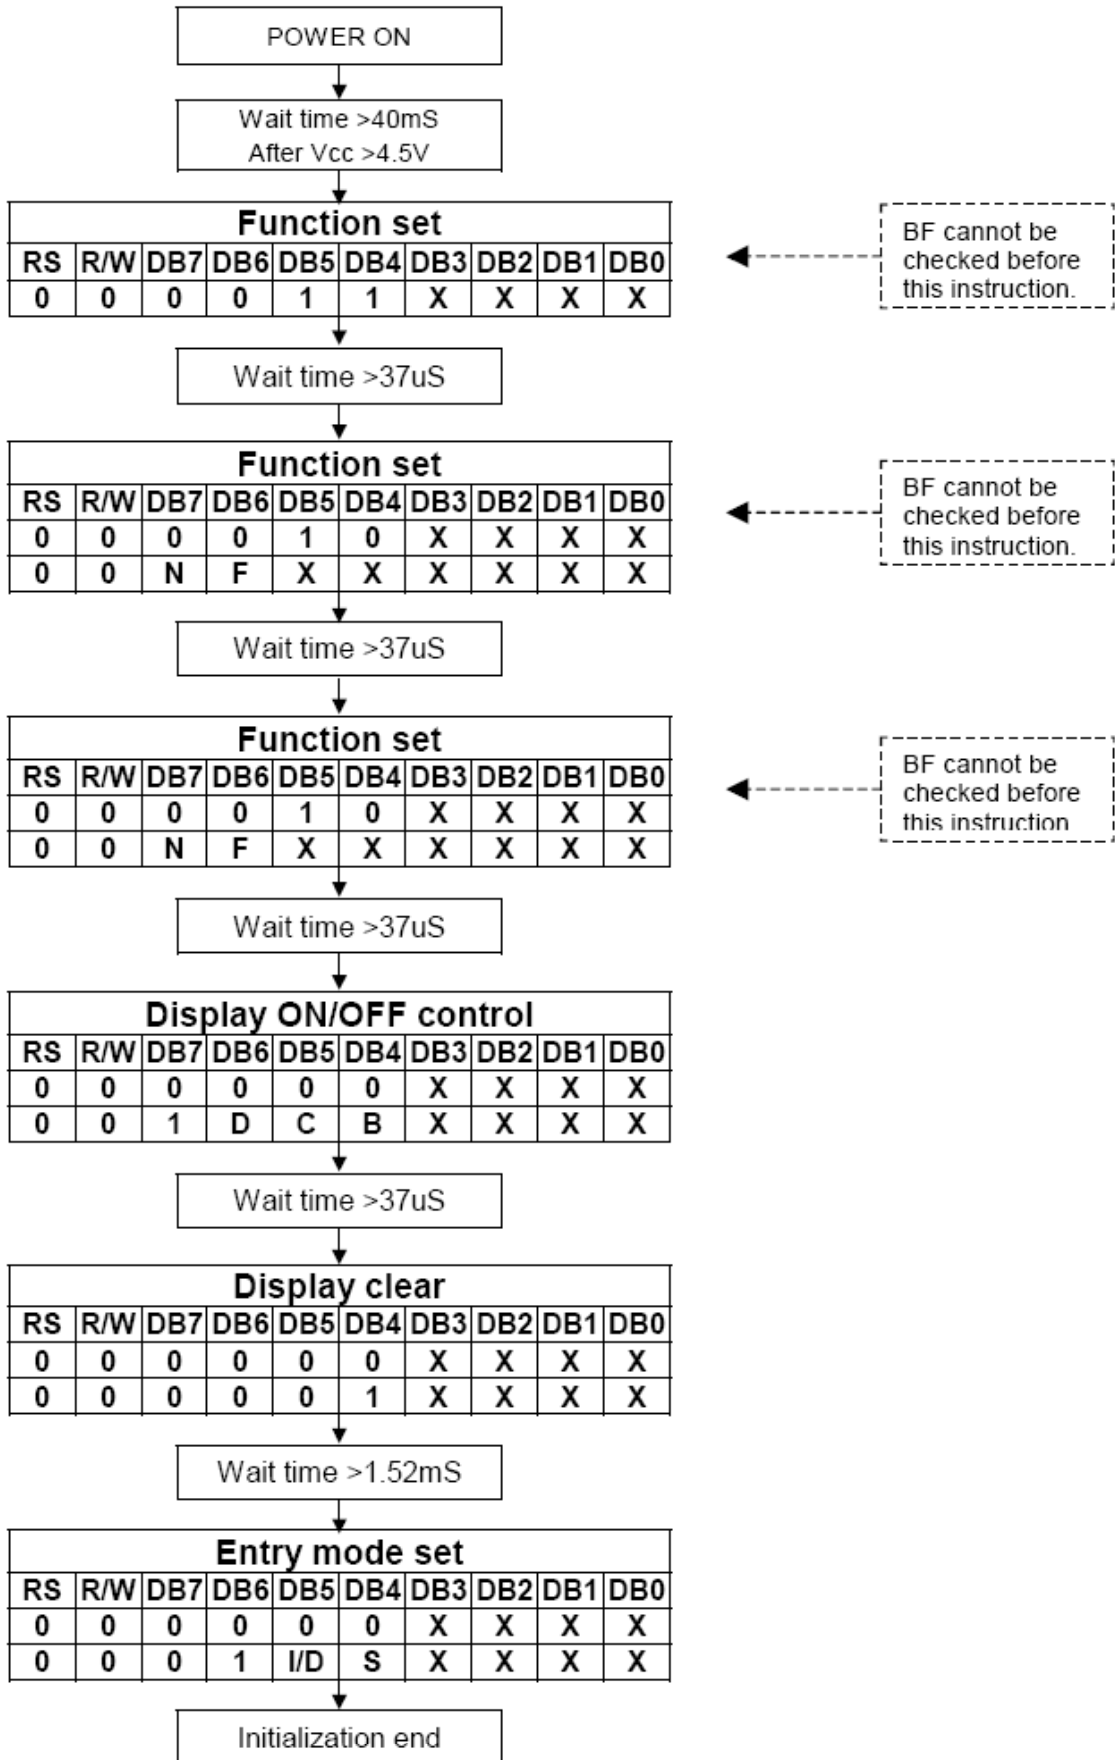 POWER ON
Wait time >40mS
After Vcc >4.5V
Function set
RS R/W DB7 DB6 DB5 DB4 DB3 DB2 DB1 DB0
0 0 0 0 1 1 X X X X
BF cannot be
checked before
this instruction.
Wait time >37uS
Function set
RS R/W DB7 DB6 DB5 DB4 DB3 DB2 DB1 DB0
0 0 0 0 1 0 X X X X
0 0 N F X X X X X X
BF cannot be
checked before
this instruction.
Wait time >37uS
Function set
RS R/W DB7 DB6 DB5 DB4 DB3 DB2 DB1 DB0
0 0 0 0 1 0 X X X X
0 0 N F X X X X X X
BF cannot be
checked before
this instruction
Wait time >37uS
Display ON/OFF control
RS R/W DB7 DB6 DB5 DB4 DB3 DB2 DB1 DB0
0 0 0 0 0 0 X X X X
0 0 1 D C B X X X X
Wait time >37uS
Display clear
RS R/W DB7 DB6 DB5 DB4 DB3 DB2 DB1 DB0
0 0 0 0 0 0 X X X X
0 0 0 0 0 1 X X X X
Wait time >1.52mS
Entry mode set
RS R/W DB7 DB6 DB5 DB4 DB3 DB2 DB1 DB0
0 0 0 0 0 0 X X X X
0 0 0 1 I/D S X X X X
Initialization end